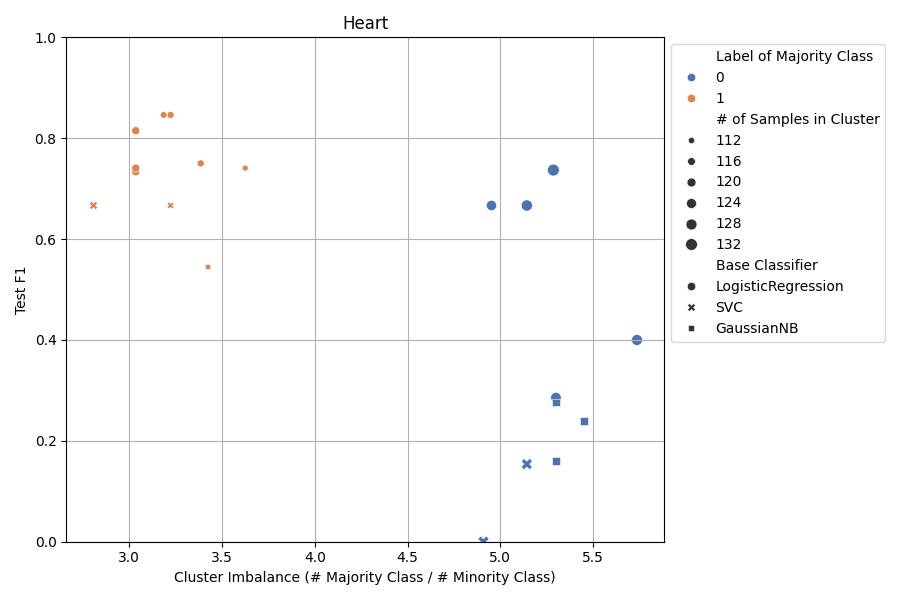 Heart
1.0
0.8
0.6
0.4
0.2
0.0
Test F1
3.0 3.5 4.0 4.5 5.0 5.5
Cluster Imbalance (# Majority Class / # Minority Class)
Label of Majority Class
0
1
# of Samples in Cluster
112
116
120
124
128
132
Base Classifier
LogisticRegression
SVC
GaussianNB